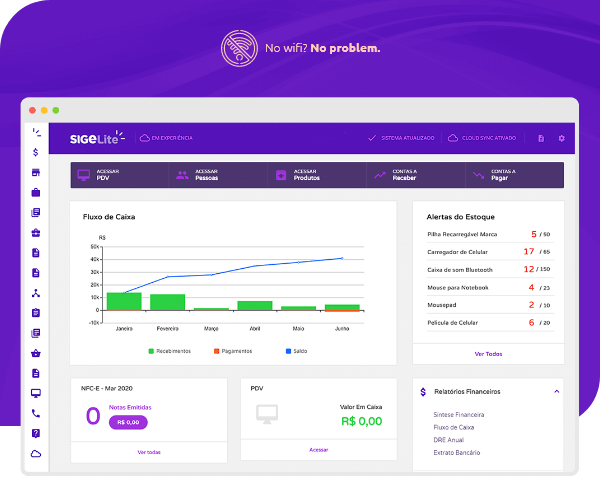 No wifi? No problem.
SIGELite
EM EXPERIÊNCIA
SISTEMA ATUALIZADO
CLOUD SYNC ATIVADO
ACESSAR
PDV
ACESSAR
Pessoas
ACESSAR
Produtos
CONTAS A
Receber
CONTAS A
Pagar
Fluxo de Caixa
R$
50k
40k
30k
20k
10k
0
-10k
Janeiro
Fevereiro
Março
Abril
Maio
Junho
Recebimentos
Pagamentos
Saldo
Alertas do Estoque
Pilha Recarregável Marca 5 / 50
Carregador de Celular 17 / 65
Caixa de som Bluetooth 12 / 150
Mouse para Notebook 4 / 23
Mousepad 2 / 10
Película de Celular 6 / 20
Ver Todos
NFC-E - Mar 2020
0
Notas Emitidas
R$ 0,00
Ver todas
PDV
Valor Em Caixa
R$ 0,00
Acessar
$ Relatórios Financeiros
Síntese Financeira
Fluxo de Caixa
DRE Anual
Extrato Bancário